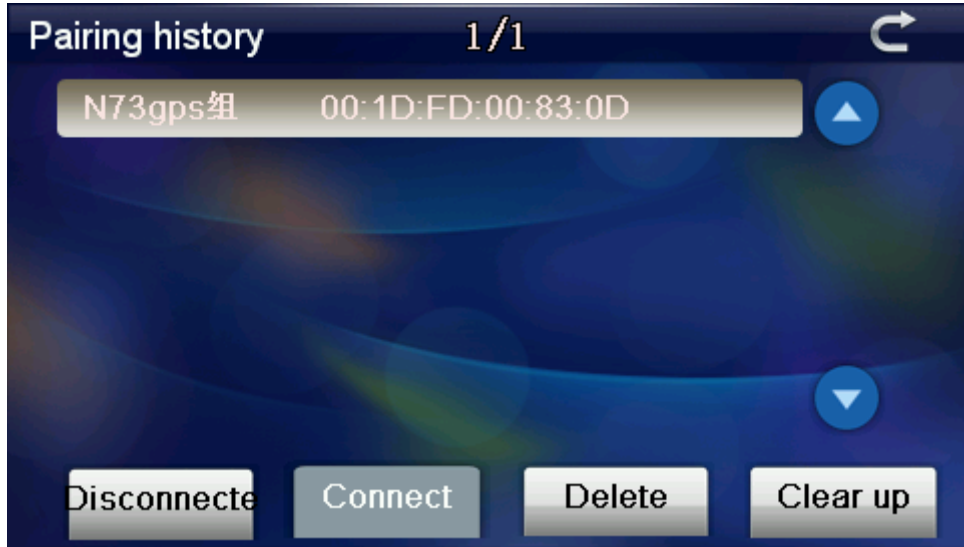 Pairing history 1/1
N73gps组 00:1D:FD:00:83:0D
Disconnecte Connect Delete Clear up